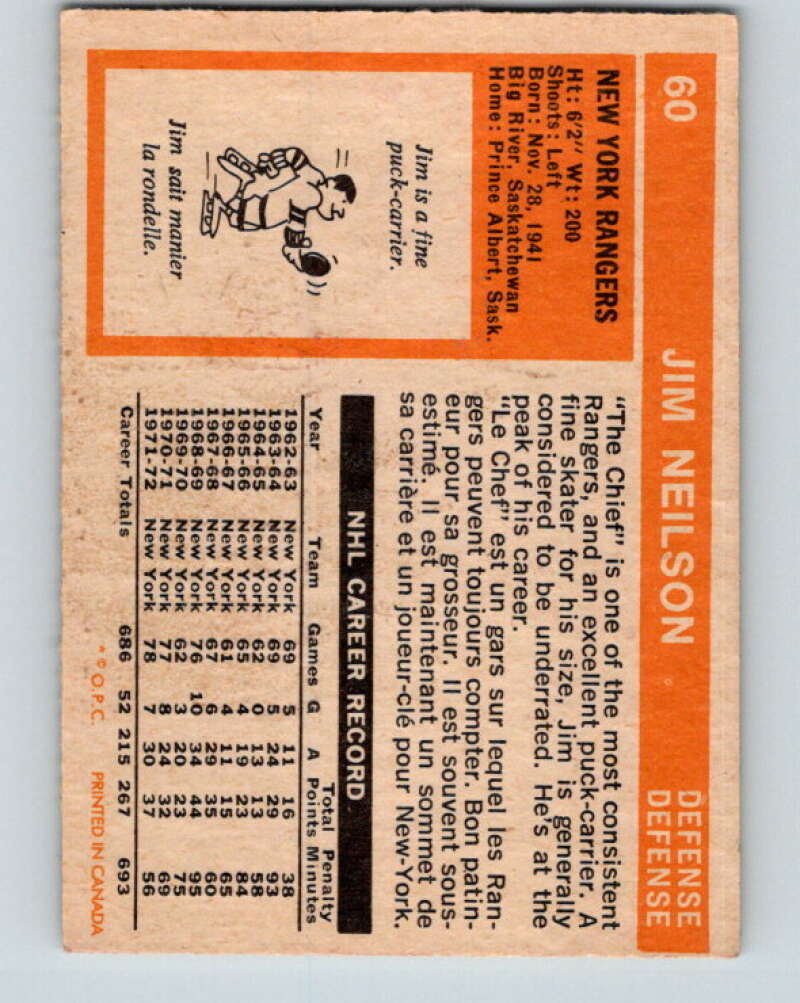 60 JIM NEILSON DEFENSE
DEFENSE
NEW YORK RANGERS
Ht: 6'2" Wt: 200
Shoots: Left
Born: Nov. 28, 1941
Big River, Saskatchewan
Home: Prince Albert, Sask.
Jim is a fine
puck-carrier.
Jim sait manier
la rondelle.
"The Chief" is one of the most consistent
Rangers, and an excellent puck-carrier. A
fine skater for his size, Jim is generally
considered to be underrated. He's at the
peak of his career.
"Le Chef" est un gars sur lequel les Ran-
gers peuvent toujours compter. Bon patin-
eur pour sa grosseur. Il est souvent sous-
estimé. Il est maintenant un sommet de
sa carrière et un joueur-clé pour New-York.
NHL CAREER RECORD
Total Penalty
Year Team Games G A Points Minutes
1962-63 New York 69 5 11 16 38
1963-64 New York 69 5 24 29 93
1964-65 New York 62 0 13 13 58
1965-66 New York 65 4 19 23 84
1966-67 New York 61 4 11 15 65
1967-68 New York 67 6 29 35 60
1968-69 New York 76 10 34 44 95
1969-70 New York 62 3 20 23 75
1970-71 New York 77 8 24 32 69
1971-72 New York 78 7 30 37 56
Career Totals 686 52 215 267 693
* © O.P.C. PRINTED IN CANADA